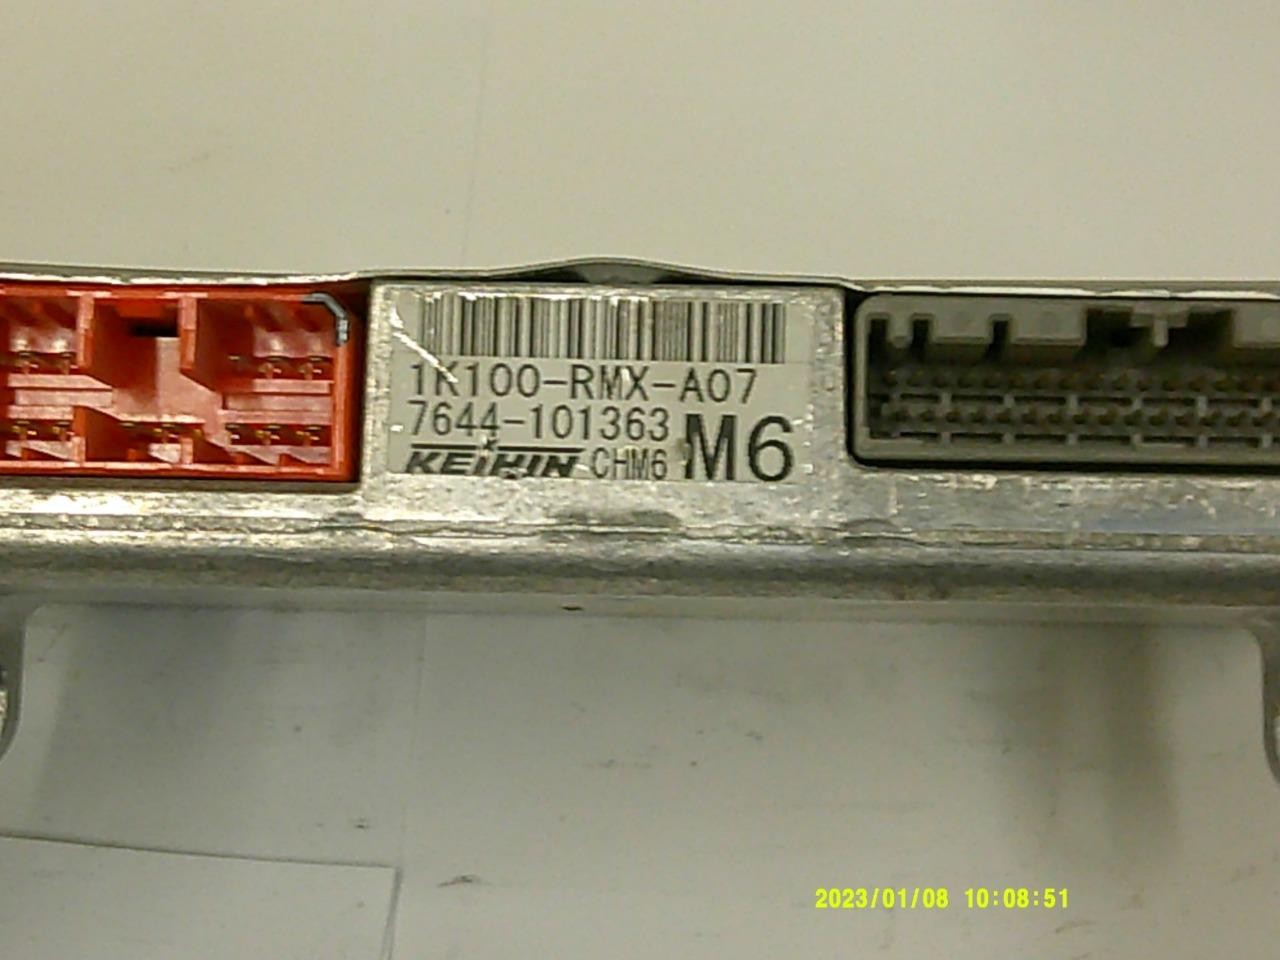 1K100-RMX-A07
7644-101363
KEIHIN CHM6 M6
2023/01/08 10:08:51